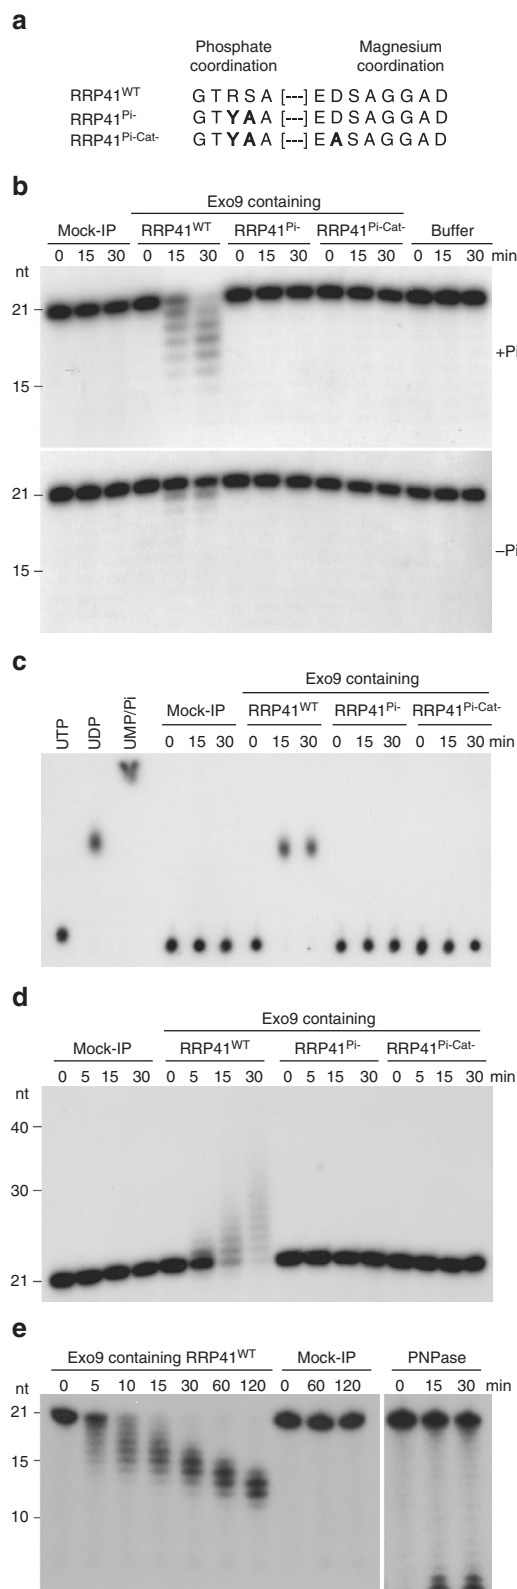 a
Phosphate coordination Magnesium coordination
RRP41WT G T R S A [---] E D S A G G A D
RRP41Pi- G T Y A A [---] E D S A G G A D
RRP41Pi-Cat- G T Y A A [---] E A S A G G A D
b
Exo9 containing
Mock-IP RRP41WT RRP41Pi- RRP41Pi-Cat- Buffer
0 15 30 0 15 30 0 15 30 0 15 30 0 15 30 min
nt
21
+Pi
15
21
–Pi
15
c
Exo9 containing
UTP UDP UMP/Pi Mock-IP RRP41WT RRP41Pi- RRP41Pi-Cat-
0 15 30 0 15 30 0 15 30 0 15 30 min
d
Exo9 containing
Mock-IP RRP41WT RRP41Pi- RRP41Pi-Cat-
0 5 15 30 0 5 15 30 0 5 15 30 0 5 15 30 min
nt
40
30
21
e
Exo9 containing RRP41WT Mock-IP PNPase
nt 0 5 10 15 30 60 120 0 60 120 0 15 30 min
21
15
10